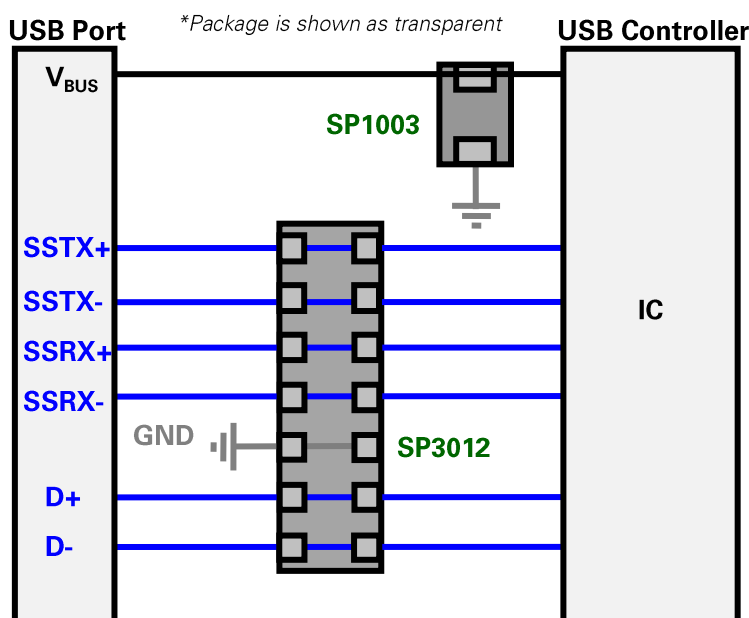 *Package is shown as transparent
USB Port
USB Controller
VBUS
SP1003
SSTX+
SSTX-
IC
SSRX+
SSRX-
GND
SP3012
D+
D-